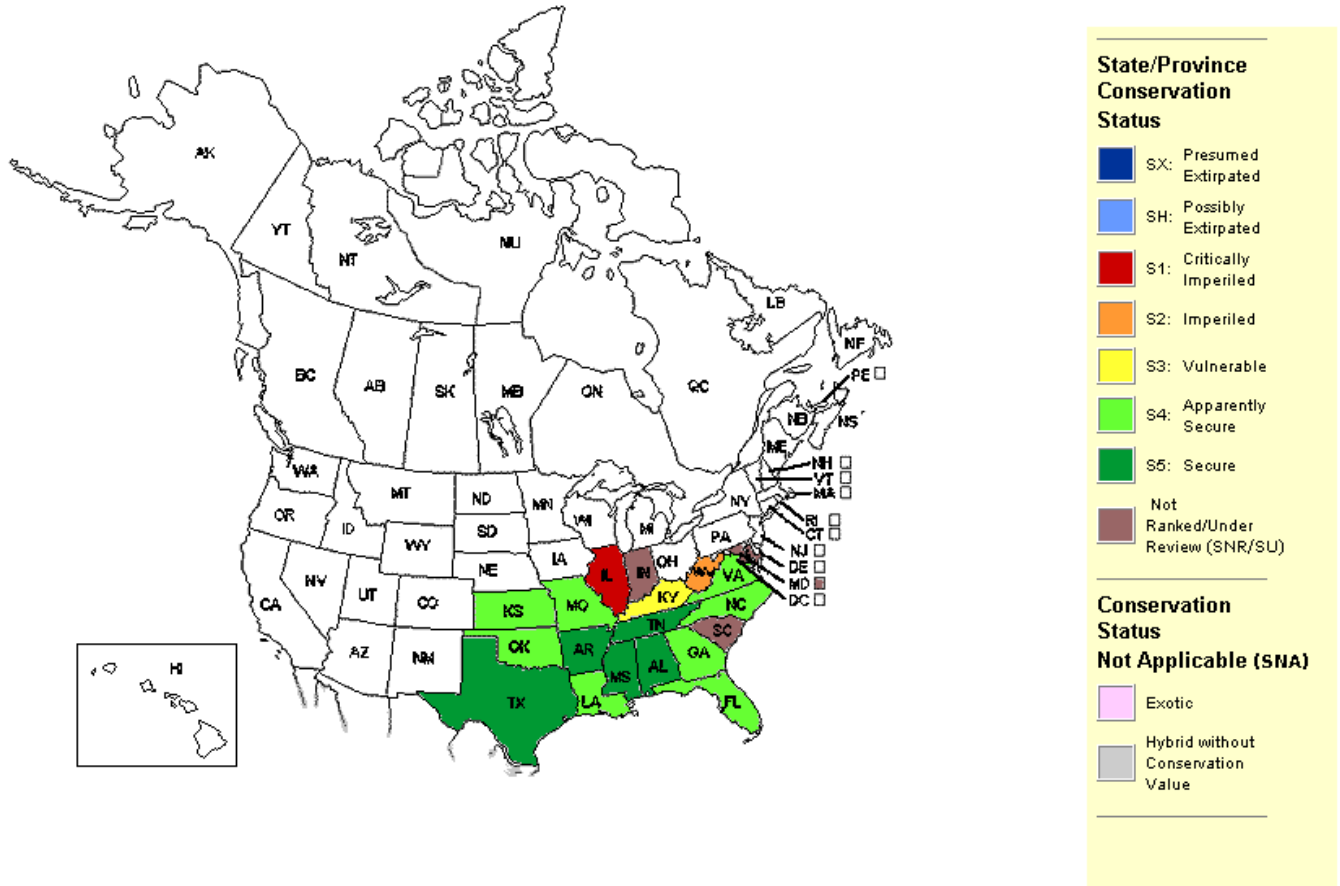 AK
YT
NT
NU
BC
AB
SK
MB
ON
QC
LB
NF
PE
NB
NS
ME
NH
VT
MA
RI
CT
NJ
DE
MD
DC
WA
OR
ID
MT
ND
MN
WI
MI
NY
PA
SD
WY
IA
NE
IL
IN
OH
WV
VA
NV
CA
UT
CO
KS
MO
KY
NC
TN
SC
AZ
NM
OK
AR
GA
MS
AL
TX
LA
FL
HI
State/Province
Conservation
Status
SX: Presumed
Extirpated
SH: Possibly
Extirpated
S1: Critically
Imperiled
S2: Imperiled
S3: Vulnerable
S4: Apparently
Secure
S5: Secure
Not
Ranked/Under
Review (SNR/SU)
Conservation
Status
Not Applicable (SNA)
Exotic
Hybrid without
Conservation
Value